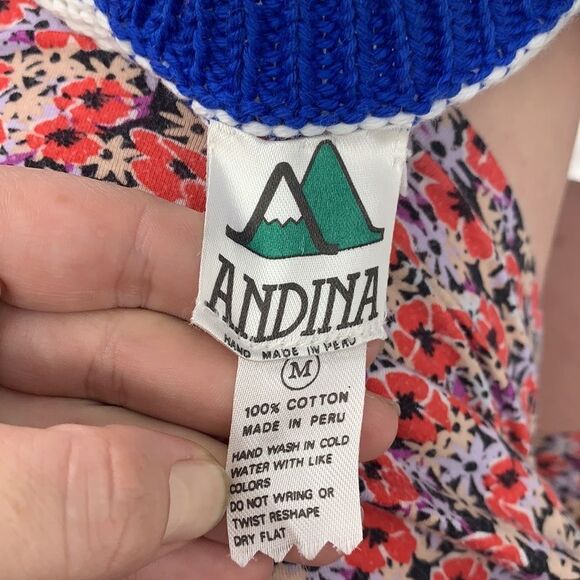 ANDINA
HAND MADE IN PERU
M
100% COTTON
MADE IN PERU
HAND WASH IN COLD
WATER WITH LIKE
COLORS
DO NOT WRING OR
TWIST RESHAPE
DRY FLAT